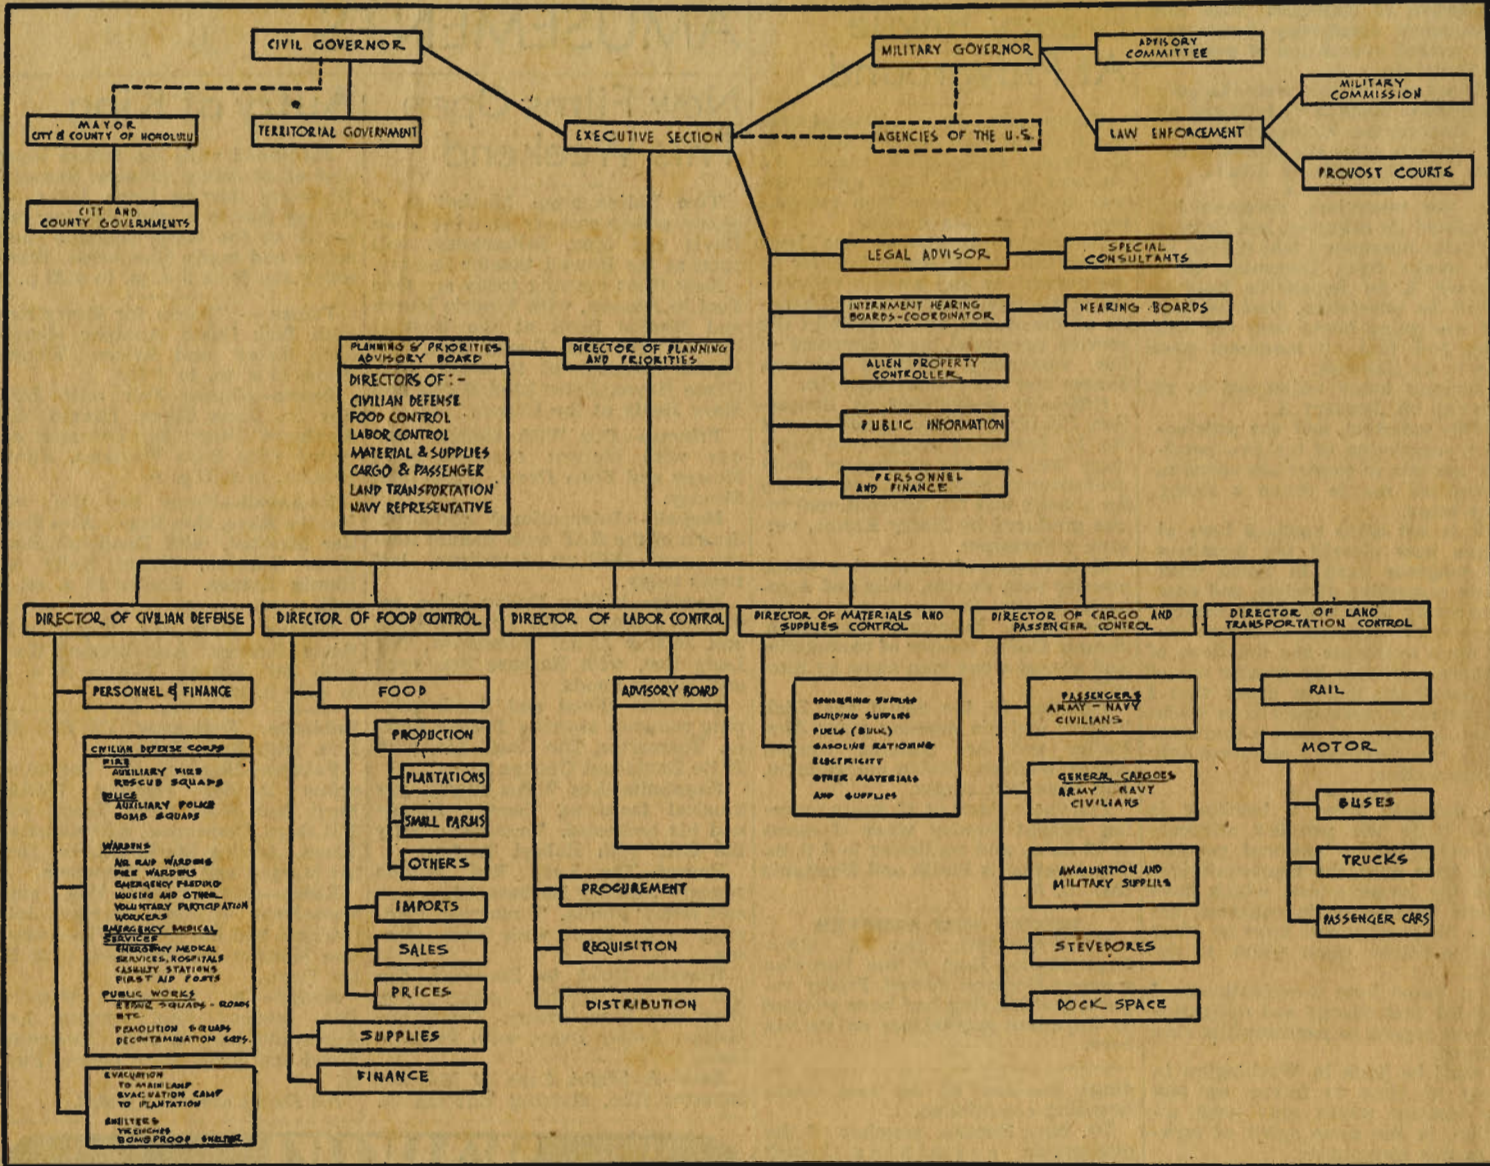 CIVIL GOVERNOR
MILITARY GOVERNOR
ADVISORY
COMMITTEE
MILITARY
COMMISSION
MAYOR
CITY & COUNTY OF HONOLULU
TERRITORIAL GOVERNMENT
EXECUTIVE SECTION
AGENCIES OF THE U.S.
LAW ENFORCEMENT
PROVOST COURTS
CITY AND
COUNTY GOVERNMENTS
LEGAL ADVISOR
SPECIAL
CONSULTANTS
INTERNMENT HEARING
BOARDS-COORDINATOR
HEARING BOARDS
ALIEN PROPERTY
CONTROLLER
PUBLIC INFORMATION
PERSONNEL
AND FINANCE
PLANNING & PRIORITIES
ADVISORY BOARD
DIRECTORS OF:-
CIVILIAN DEFENSE
FOOD CONTROL
LABOR CONTROL
MATERIAL & SUPPLIES
CARGO & PASSENGER
LAND TRANSPORTATION
NAVY REPRESENTATIVE
DIRECTOR OF PLANNING
AND PRIORITIES
DIRECTOR OF CIVILIAN DEFENSE
PERSONNEL & FINANCE
CIVILIAN DEFENSE CORPS
FIRE
AUXILIARY FIRE
RESCUE SQUADS
POLICE
AUXILIARY POLICE
BOMB SQUADS
WARDENS
AIR RAID WARDENS
FIRE WARDENS
EMERGENCY FEEDING
HOUSING AND OTHER
VOLUNTARY PARTICIPATION
WORKERS
EMERGENCY MEDICAL
SERVICES
EMERGENCY MEDICAL
SERVICES, HOSPITALS
CASUALTY STATIONS
FIRST AID POSTS
PUBLIC WORKS
SQUADS - ROADS
ETC.
DEMOLITION SQUADS
DECONTAMINATION SQDS.
EVACUATION
TO MAINLAND
EVACUATION CAMP
TO PLANTATION
SHELTERS
TRENCHES
BOMBPROOF SHELTER
DIRECTOR OF FOOD CONTROL
FOOD
PRODUCTION
PLANTATIONS
SMALL FARMS
OTHERS
IMPORTS
SALES
PRICES
SUPPLIES
FINANCE
DIRECTOR OF LABOR CONTROL
ADVISORY BOARD
PROCUREMENT
REQUISITION
DISTRIBUTION
DIRECTOR OF MATERIALS AND
SUPPLIES CONTROL
SUPPLIES
BUILDING SUPPLIES
FUELS (BULK)
GASOLINE RATIONING
ELECTRICITY
OTHER MATERIALS
AND SUPPLIES
DIRECTOR OF CARGO AND
PASSENGER CONTROL
PASSENGERS
ARMY - NAVY
CIVILIANS
GENERAL CARGOES
ARMY NAVY
CIVILIANS
AMMUNITION AND
MILITARY SUPPLIES
STEVEDORES
DOCK SPACE
DIRECTOR OF LAND
TRANSPORTATION CONTROL
RAIL
MOTOR
BUSES
TRUCKS
PASSENGER CARS